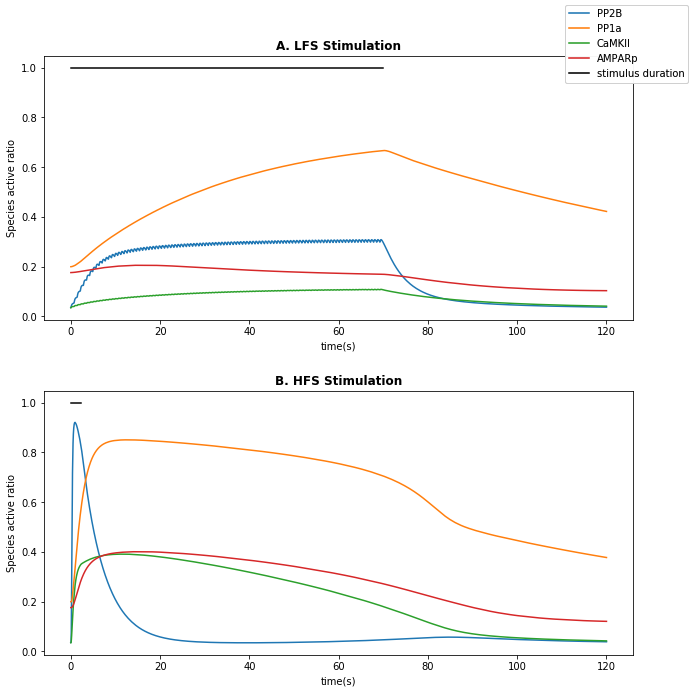 PP2B
PP1a
CaMKII
AMPARp
stimulus duration
A. LFS Stimulation
Species active ratio
1.0
0.8
0.6
0.4
0.2
0.0
0 20 40 60 80 100 120
time(s)
B. HFS Stimulation
Species active ratio
1.0
0.8
0.6
0.4
0.2
0.0
0 20 40 60 80 100 120
time(s)